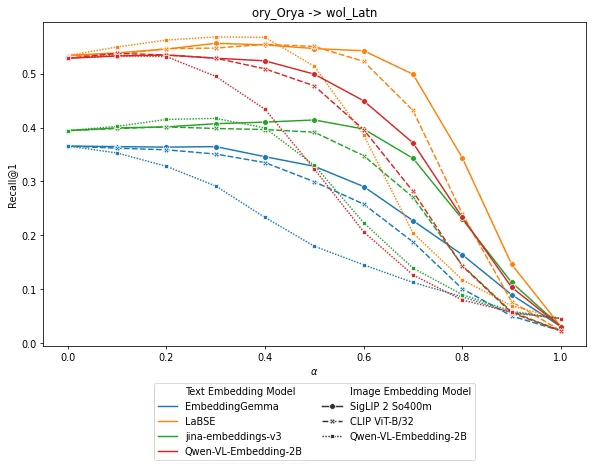 ory_Orya -> wol_Latn
Recall@1
0.5
0.4
0.3
0.2
0.1
0.0
0.0 0.2 0.4 0.6 0.8 1.0
α
Text Embedding Model
EmbeddingGemma
LaBSE
jina-embeddings-v3
Qwen-VL-Embedding-2B
Image Embedding Model
SigLIP 2 So400m
CLIP ViT-B/32
Qwen-VL-Embedding-2B